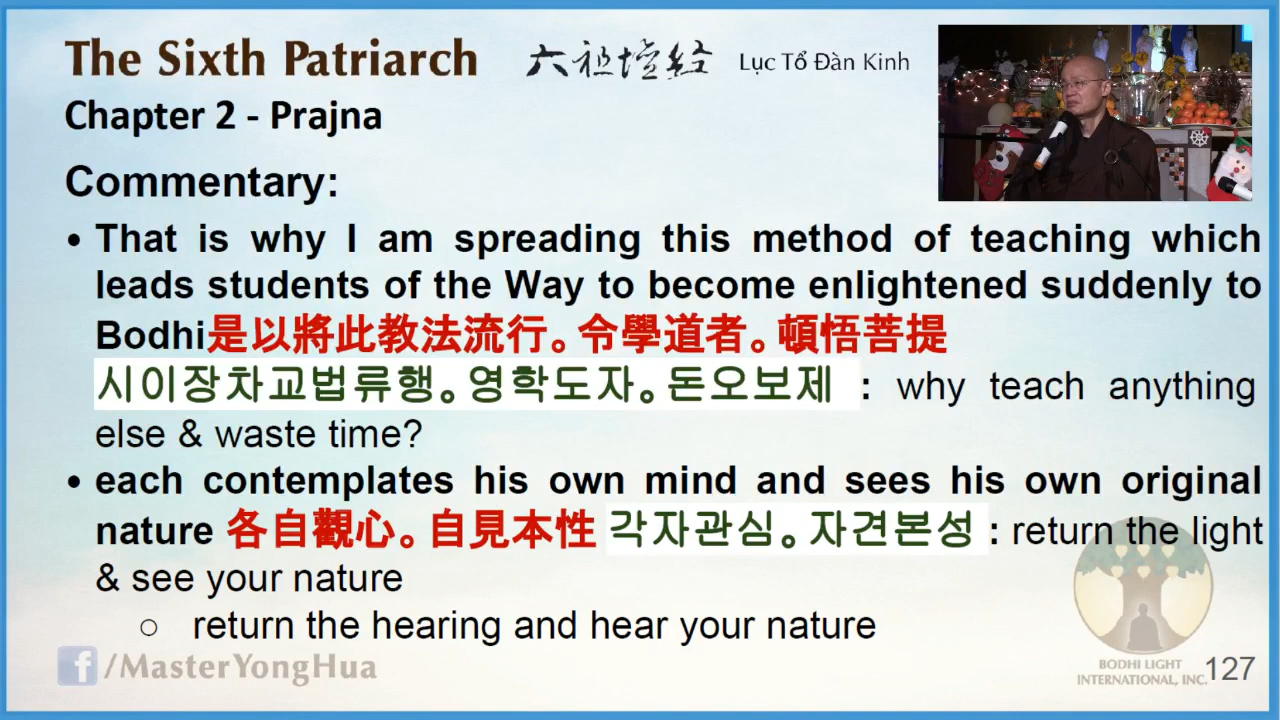 The Sixth Patriarch 六祖壇経 Lục Tổ Đàn Kinh
Chapter 2 - Prajna
Commentary:
• That is why I am spreading this method of teaching which
leads students of the Way to become enlightened suddenly to
Bodhi是以將此教法流行。令學道者。頓悟菩提
시이장차교법류행。영학도자。돈오보제 : why teach anything
else & waste time?
• each contemplates his own mind and sees his own original
nature 各自觀心。自見本性 각자관심。자견본성 : return the light
& see your nature
○ return the hearing and hear your nature
f /MasterYongHua
BODHI LIGHT
INTERNATIONAL, INC.
127